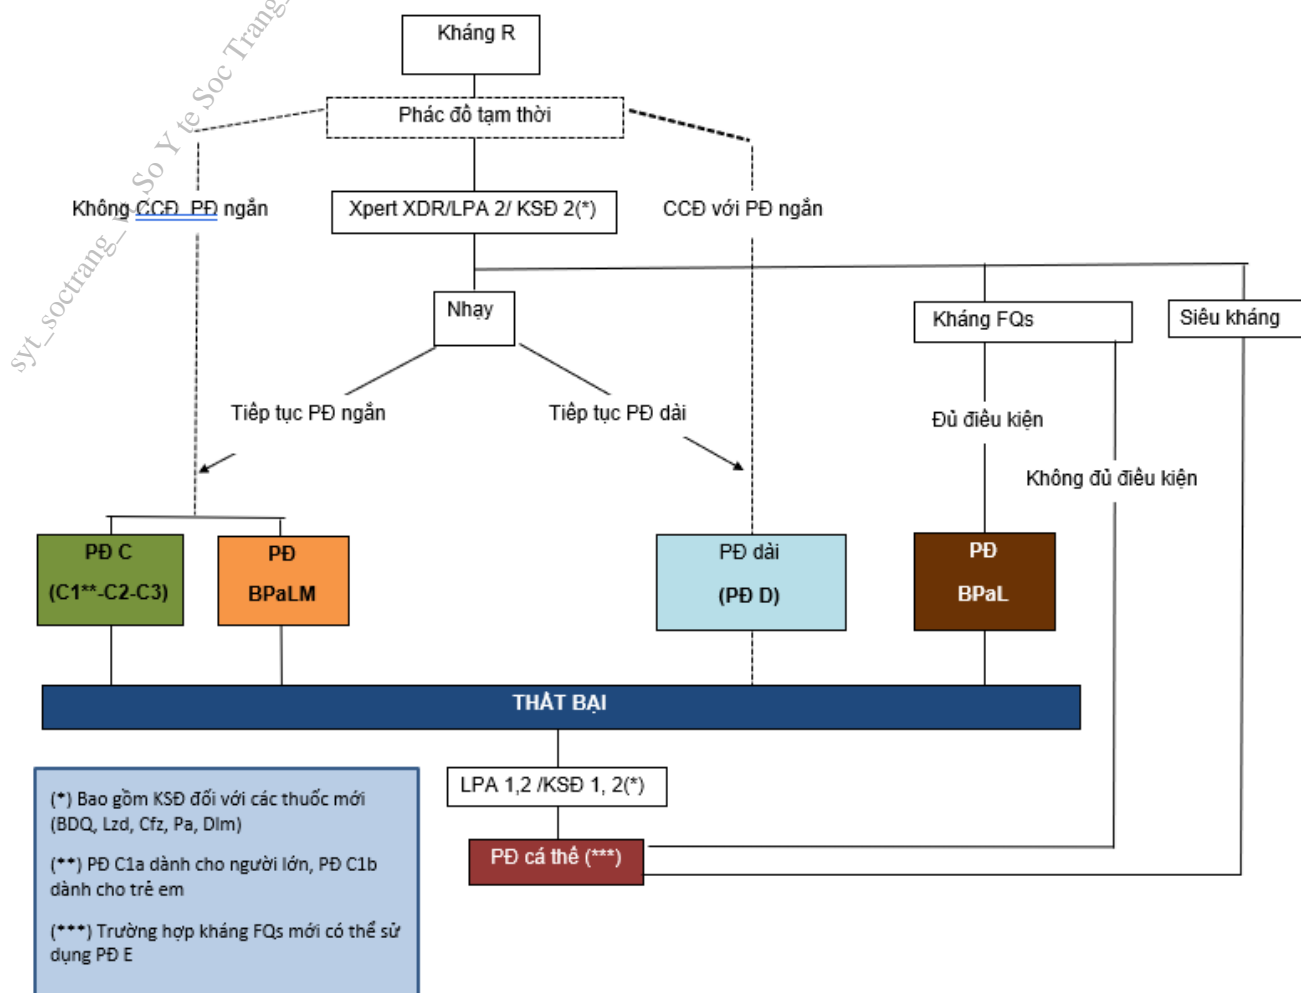 Kháng R
Phác đồ tạm thời
Không CCĐ PĐ ngắn
Xpert XDR/LPA 2/ KSĐ 2(*)
CCĐ với PĐ ngắn
Nhạy
Kháng FQs
Siêu kháng
Tiếp tục PĐ ngắn
Tiếp tục PĐ dài
Đủ điều kiện
Không đủ điều kiện
PĐ C
(C1**-C2-C3)
PĐ
BPaLM
PĐ dài
(PĐ D)
PĐ
BPaL
THẤT BẠI
LPA 1,2 /KSĐ 1, 2(*)
PĐ cá thể (***)
(*) Bao gồm KSĐ đối với các thuốc mới
(BDQ, Lzd, Cfz, Pa, Dlm)
(**) PĐ C1a dành cho người lớn, PĐ C1b
dành cho trẻ em
(***) Trường hợp kháng FQs mới có thể sử
dụng PĐ E
So Y te Soc Trang